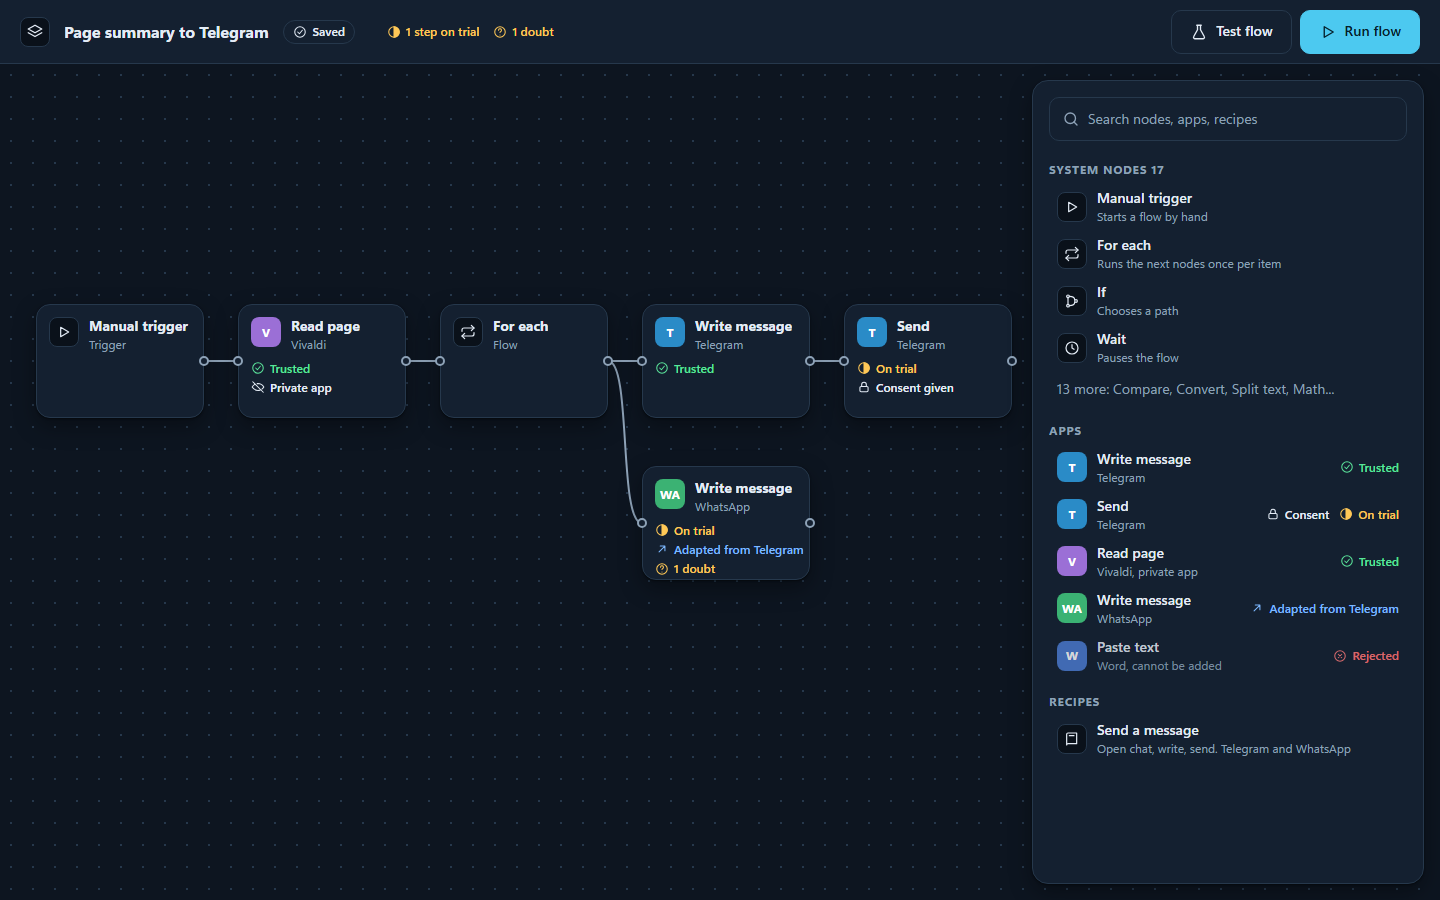 Page summary to Telegram
Saved
1 step on trial
1 doubt
Test flow
Run flow
Manual trigger
Trigger
V
Read page
Vivaldi
Trusted
Private app
For each
Flow
T
Write message
Telegram
Trusted
T
Send
Telegram
On trial
Consent given
WA
Write message
WhatsApp
On trial
Adapted from Telegram
1 doubt
Search nodes, apps, recipes
SYSTEM NODES 17
Manual trigger
Starts a flow by hand
For each
Runs the next nodes once per item
If
Chooses a path
Wait
Pauses the flow
13 more: Compare, Convert, Split text, Math...
APPS
T
Write message
Telegram
Trusted
T
Send
Telegram
Consent
On trial
V
Read page
Vivaldi, private app
Trusted
WA
Write message
WhatsApp
Adapted from Telegram
W
Paste text
Word, cannot be added
Rejected
RECIPES
Send a message
Open chat, write, send. Telegram and WhatsApp